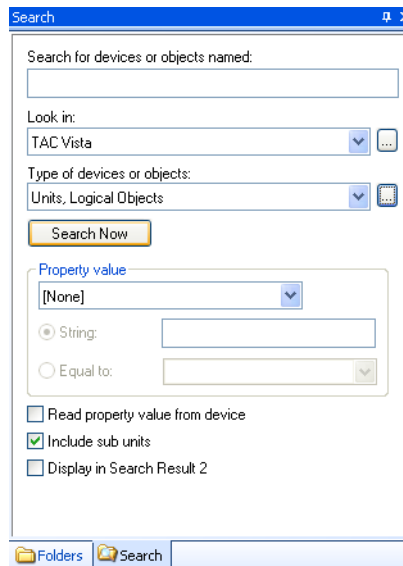 Search
Search for devices or objects named:
Look in:
TAC Vista
...
Type of devices or objects:
Units, Logical Objects
...
Search Now
Property value
[None]
String:
Equal to:
Read property value from device
Include sub units
Display in Search Result 2
Folders
Search